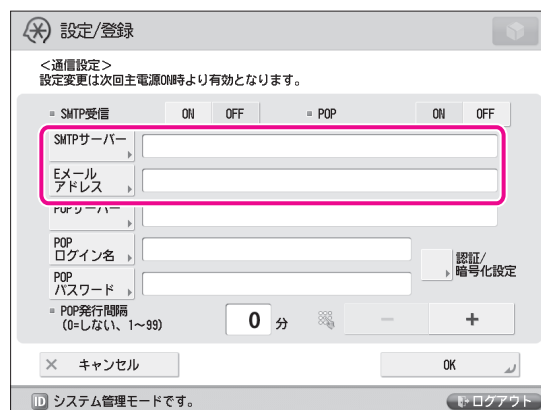 設定/登録
<通信設定>
設定変更は次回主電源ON時より有効となります。
SMTP受信 ON OFF POP ON OFF
SMTPサーバー
Eメール
アドレス
POPサーバー
POP
ログイン名
認証/
暗号化設定
POP
パスワード
POP発行間隔
(0=しない、1~99)
0 分 − +
× キャンセル OK
ID システム管理モードです。 ログアウト